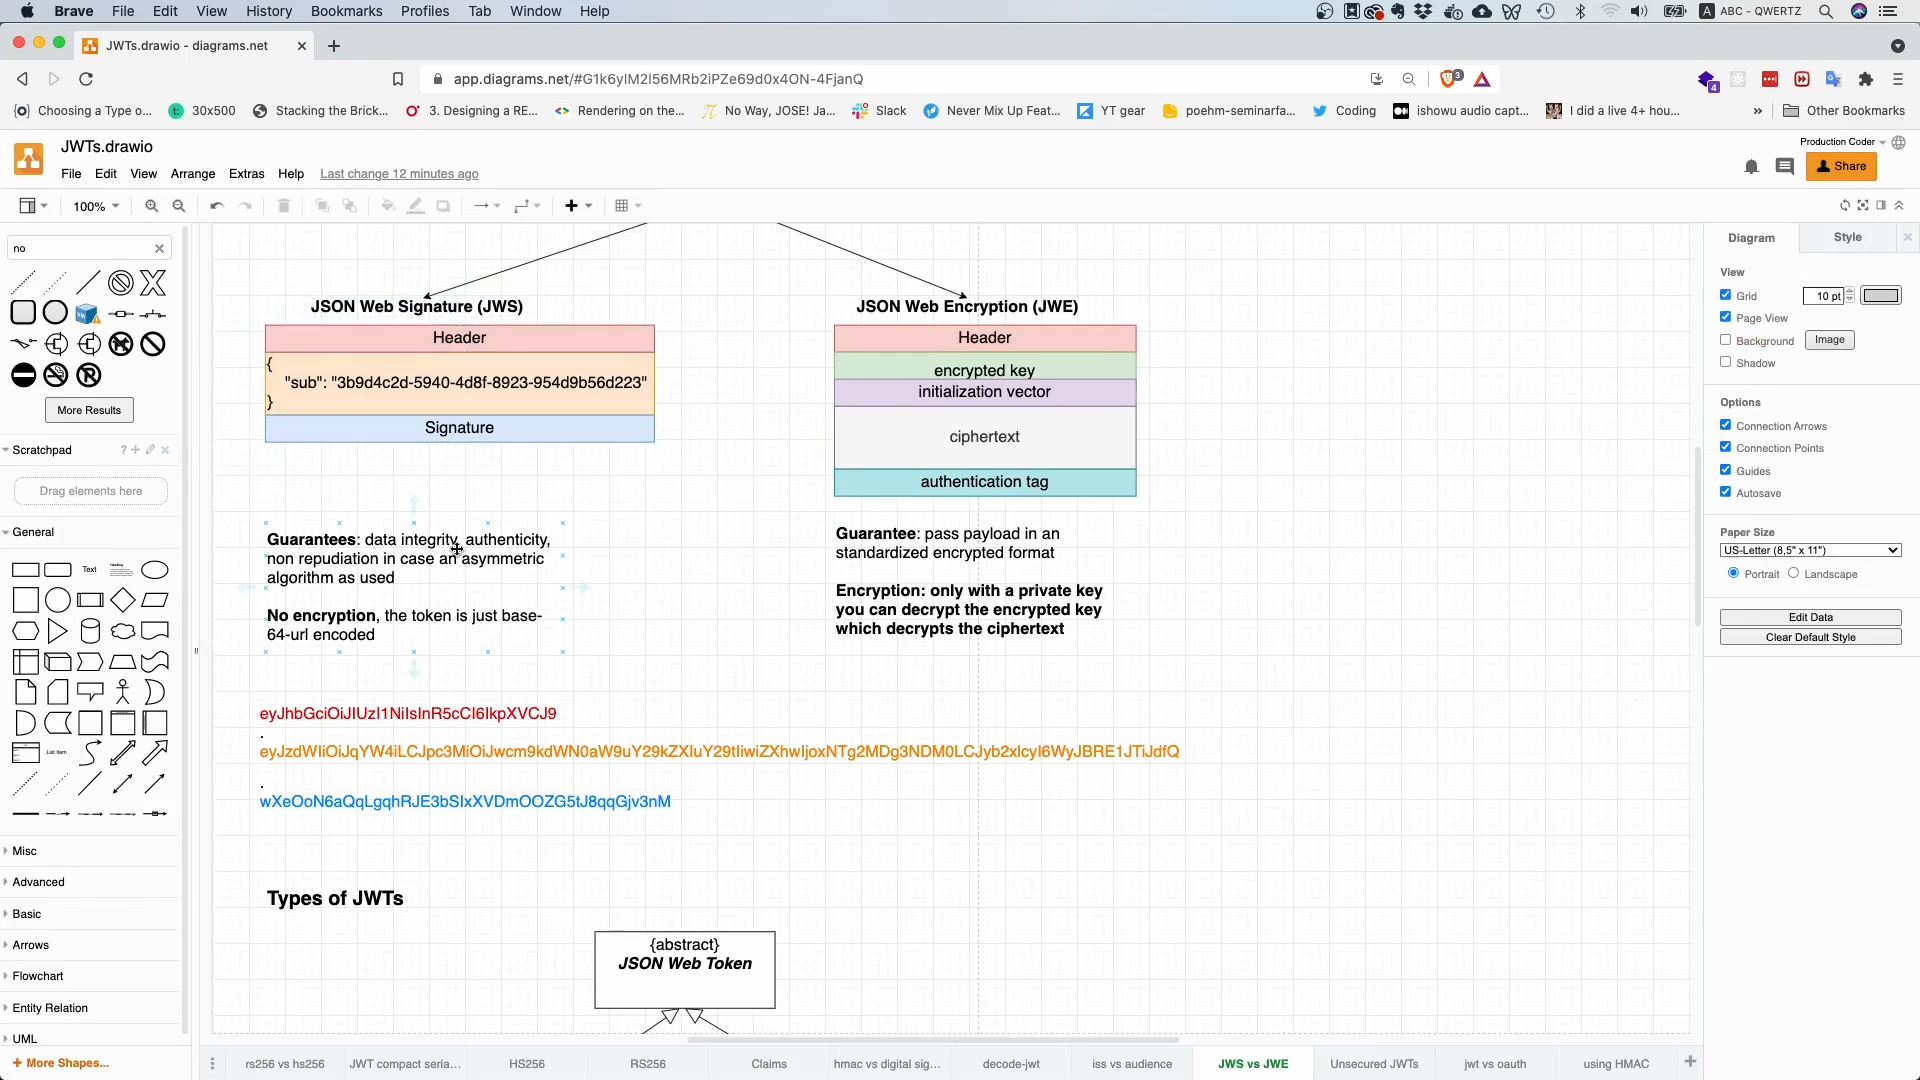 Brave File Edit View History Bookmarks Profiles Tab Window Help
A ABC - QWERTZ
JWTs.drawio - diagrams.net
app.diagrams.net/#G1k6ylM2l56MRb2iPZe69d0x4ON-4FjanQ
3
4
Choosing a Type o...
30x500
Stacking the Brick...
3. Designing a RE...
Rendering on the...
No Way, JOSE! Ja...
Slack
Never Mix Up Feat...
YT gear
poehm-seminarfa...
Coding
ishowu audio capt...
I did a live 4+ hou...
»
Other Bookmarks
JWTs.drawio
Production Coder
File Edit View Arrange Extras Help Last change 12 minutes ago
Share
100%
no
More Results
Scratchpad
?
Drag elements here
General
Text
Heading
List Item
Misc
Advanced
Basic
Arrows
Flowchart
Entity Relation
UML
+ More Shapes...
JSON Web Signature (JWS)
Header
{
"sub": "3b9d4c2d-5940-4d8f-8923-954d9b56d223"
}
Signature
Guarantees: data integrity, authenticity,
non repudiation in case an asymmetric
algorithm as used
No encryption, the token is just base-
64-url encoded
JSON Web Encryption (JWE)
Header
encrypted key
initialization vector
ciphertext
authentication tag
Guarantee: pass payload in an
standardized encrypted format
Encryption: only with a private key
you can decrypt the encrypted key
which decrypts the ciphertext
eyJhbGciOiJIUzI1NiIsInR5cCI6IkpXVCJ9
.
eyJzdWIiOiJqYW4iLCJpc3MiOiJwcm9kdWN0aW9uY29kZXIuY29tIiwiZXhwIjoxNTg2MDg3NDM0LCJyb2xlcyI6WyJBRE1JTiJdfQ
.
wXeOoN6aQqLgqhRJE3bSIxXVDmOOZG5tJ8qqGjv3nM
Types of JWTs
{abstract}
JSON Web Token
Diagram
Style
View
Grid
10 pt
Page View
Background
Image
Shadow
Options
Connection Arrows
Connection Points
Guides
Autosave
Paper Size
US-Letter (8,5" x 11")
Portrait
Landscape
Edit Data
Clear Default Style
rs256 vs hs256
JWT compact seria...
HS256
RS256
Claims
hmac vs digital sig...
decode-jwt
iss vs audience
JWS vs JWE
Unsecured JWTs
jwt vs oauth
using HMAC